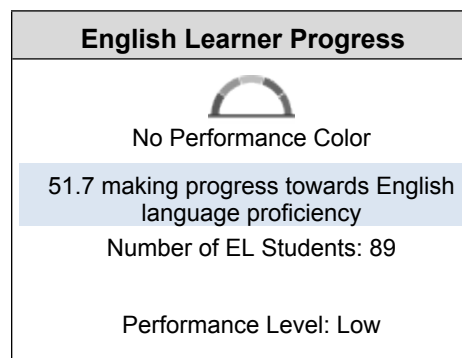 English Learner Progress
No Performance Color
51.7 making progress towards English
language proficiency
Number of EL Students: 89
Performance Level: Low